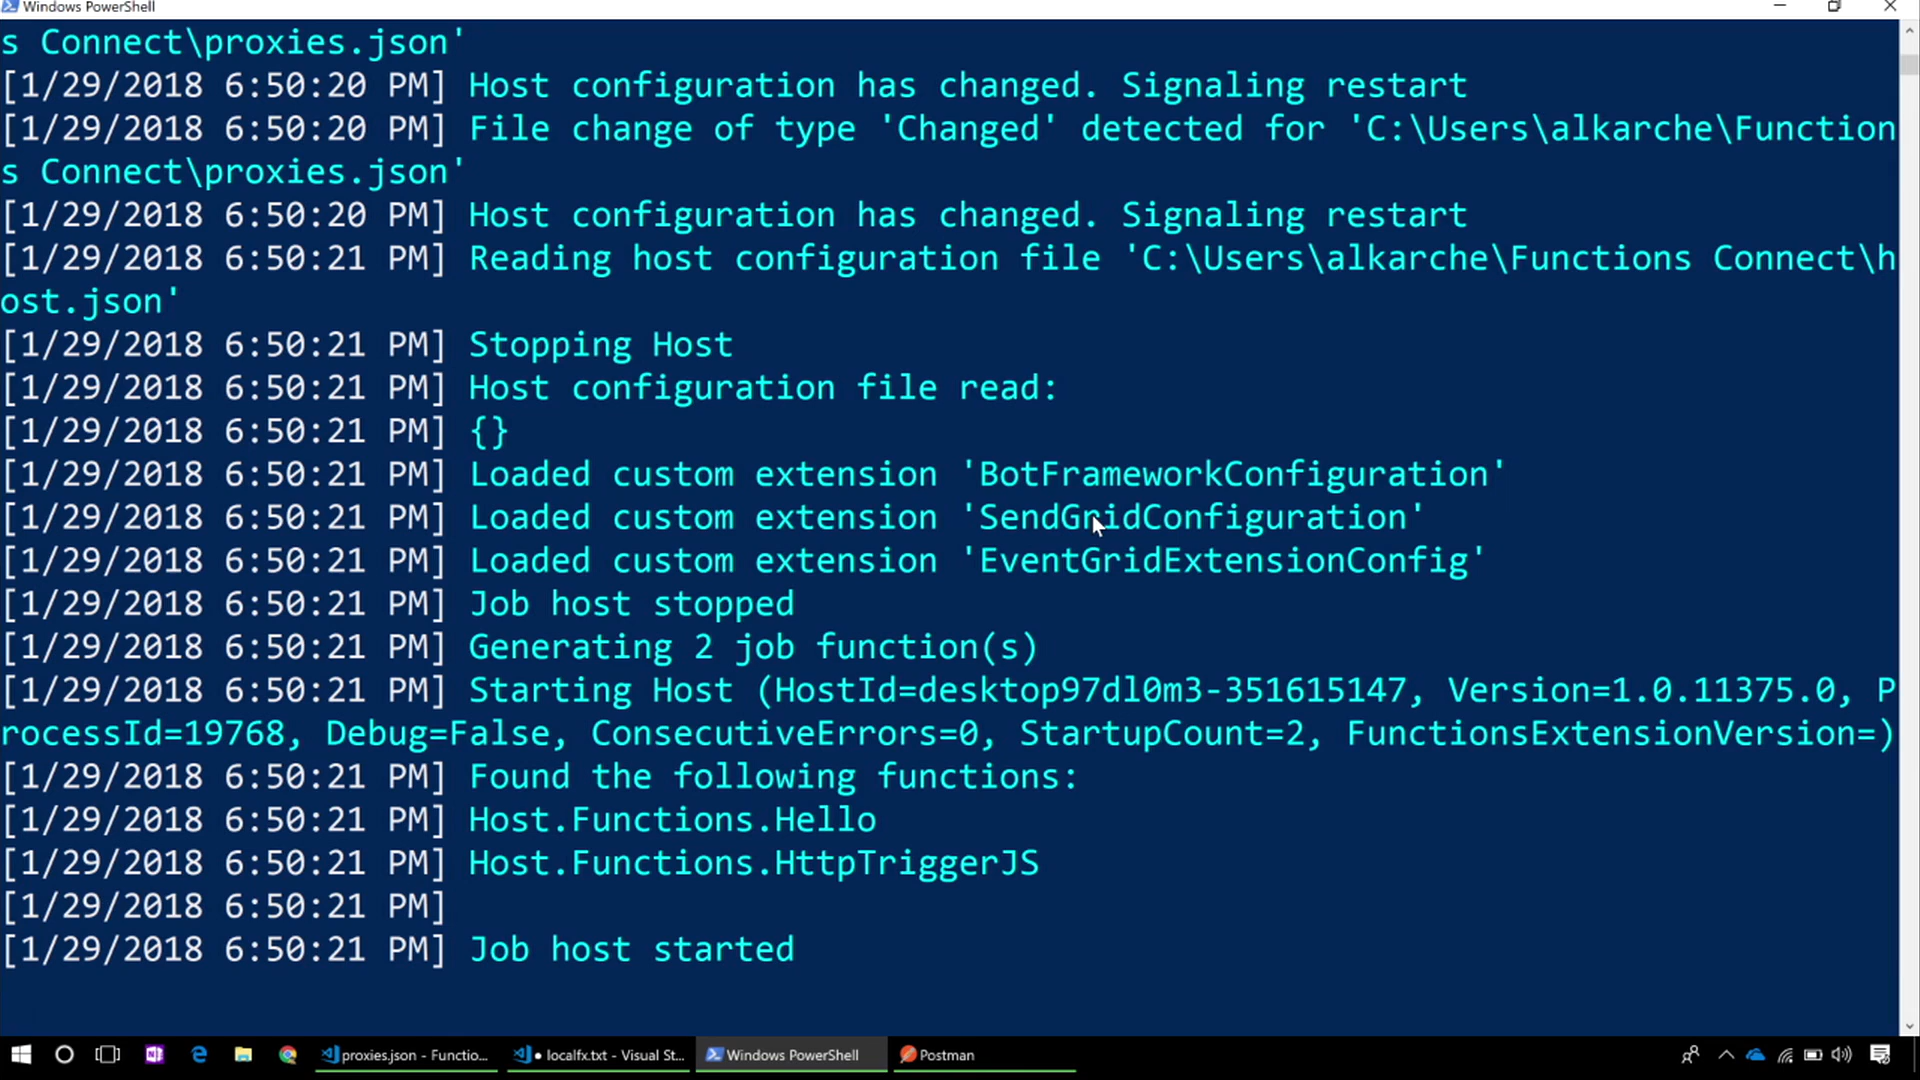 Windows PowerShell
s Connect\proxies.json'
[1/29/2018 6:50:20 PM] Host configuration has changed. Signaling restart
[1/29/2018 6:50:20 PM] File change of type 'Changed' detected for 'C:\Users\alkarche\Function
s Connect\proxies.json'
[1/29/2018 6:50:20 PM] Host configuration has changed. Signaling restart
[1/29/2018 6:50:21 PM] Reading host configuration file 'C:\Users\alkarche\Functions Connect\h
ost.json'
[1/29/2018 6:50:21 PM] Stopping Host
[1/29/2018 6:50:21 PM] Host configuration file read:
[1/29/2018 6:50:21 PM] {}
[1/29/2018 6:50:21 PM] Loaded custom extension 'BotFrameworkConfiguration'
[1/29/2018 6:50:21 PM] Loaded custom extension 'SendGridConfiguration'
[1/29/2018 6:50:21 PM] Loaded custom extension 'EventGridExtensionConfig'
[1/29/2018 6:50:21 PM] Job host stopped
[1/29/2018 6:50:21 PM] Generating 2 job function(s)
[1/29/2018 6:50:21 PM] Starting Host (HostId=desktop97dl0m3-351615147, Version=1.0.11375.0, P
rocessId=19768, Debug=False, ConsecutiveErrors=0, StartupCount=2, FunctionsExtensionVersion=)
[1/29/2018 6:50:21 PM] Found the following functions:
[1/29/2018 6:50:21 PM] Host.Functions.Hello
[1/29/2018 6:50:21 PM] Host.Functions.HttpTriggerJS
[1/29/2018 6:50:21 PM]
[1/29/2018 6:50:21 PM] Job host started
proxies.json - Functio... • localfx.txt - Visual St... Windows PowerShell Postman